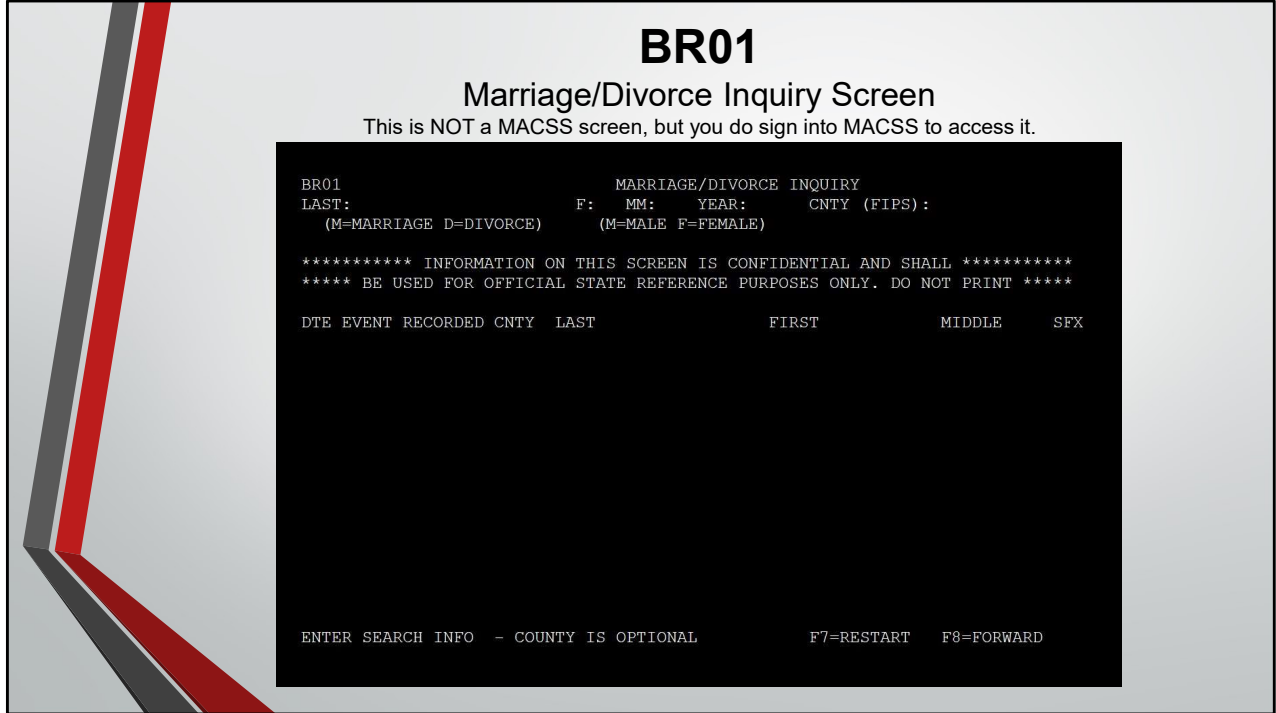 BR01
Marriage/Divorce Inquiry Screen
This is NOT a MACSS screen, but you do sign into MACSS to access it.
BR01 MARRIAGE/DIVORCE INQUIRY
LAST: F: MM: YEAR: CNTY (FIPS):
(M=MARRIAGE D=DIVORCE) (M=MALE F=FEMALE)
*********** INFORMATION ON THIS SCREEN IS CONFIDENTIAL AND SHALL ***********
***** BE USED FOR OFFICIAL STATE REFERENCE PURPOSES ONLY. DO NOT PRINT *****
DTE EVENT RECORDED CNTY LAST FIRST MIDDLE SFX
ENTER SEARCH INFO - COUNTY IS OPTIONAL F7=RESTART F8=FORWARD